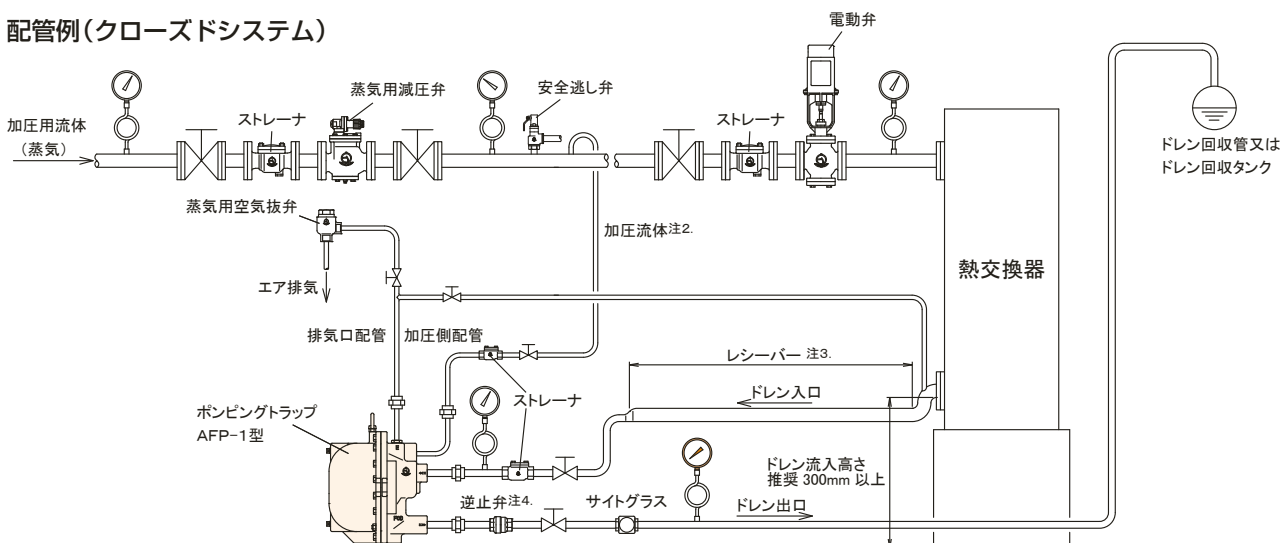 配管例（クローズドシステム）
電動弁
蒸気用減圧弁
安全逃し弁
加圧用流体
（蒸気）
ストレーナ
ストレーナ
ドレン回収管又は
ドレン回収タンク
蒸気用空気抜弁
加圧流体注2.
エア排気
熱交換器
排気口配管
加圧側配管
レシーバー 注3.
ドレン入口
ストレーナ
ポンピングトラップ
AFP-1型
ドレン流入高さ
推奨 300mm 以上
逆止弁注4.
サイトグラス
ドレン出口